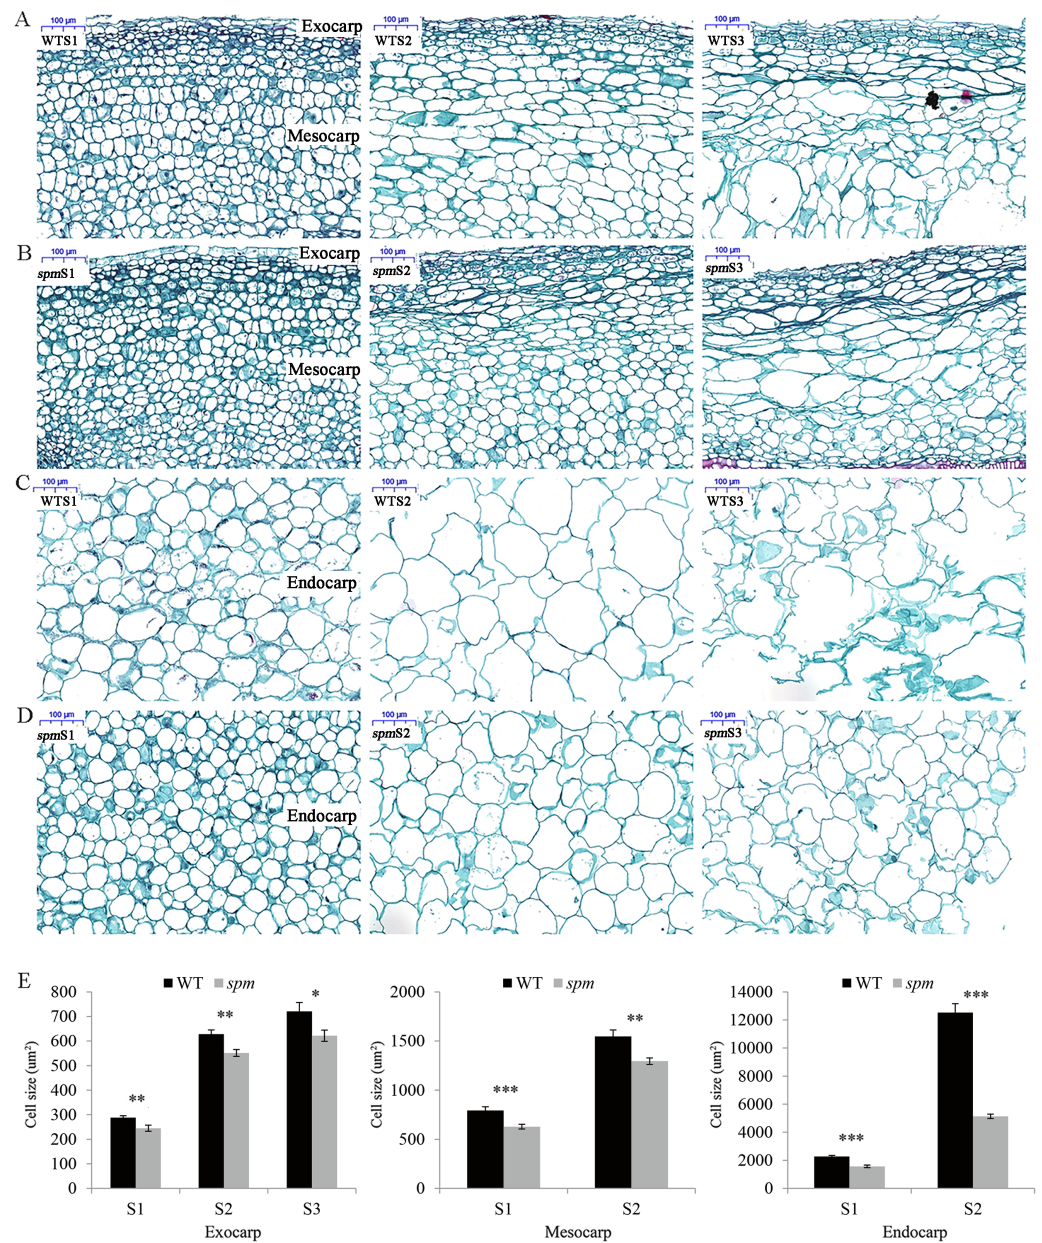 A
100 µm
WTS1
Exocarp
Mesocarp
100 µm
WTS2
100 µm
WTS3
B
100 µm
spmS1
Exocarp
Mesocarp
100 µm
spmS2
100 µm
spmS3
C
100 µm
WTS1
Endocarp
100 µm
WTS2
100 µm
WTS3
D
100 µm
spmS1
Endocarp
100 µm
spmS2
100 µm
spmS3
E
WT spm
Cell size (um²)
800
700
600
500
400
300
200
100
0
**
**
*
S1 S2 S3
Exocarp
WT spm
Cell size (um²)
2000
1500
1000
500
0
***
**
S1 S2
Mesocarp
WT spm
Cell size (um²)
14000
12000
10000
8000
6000
4000
2000
0
***
***
S1 S2
Endocarp